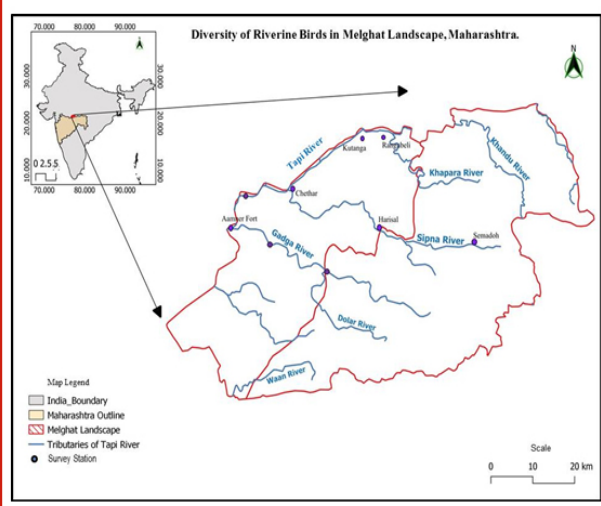 Diversity of Riverine Birds in Melghat Landscape, Maharashtra.
70.000 80.000 90.000
30.000 30.000
20.000 20.000
10.000 10.000
0 2.5 5
70.000 80.000 90.000
N
Tapi River
Kutanga
Khandu River
Khapara River
Chethar
Aamner Fort
Harisal
Gadga River
Sipna River
Semadoh
Dolar River
Waan River
Map Legend
India_Boundary
Maharashtra Outline
Melghat Landscape
Tributaries of Tapi River
Survey Station
Scale
0 10 20 km